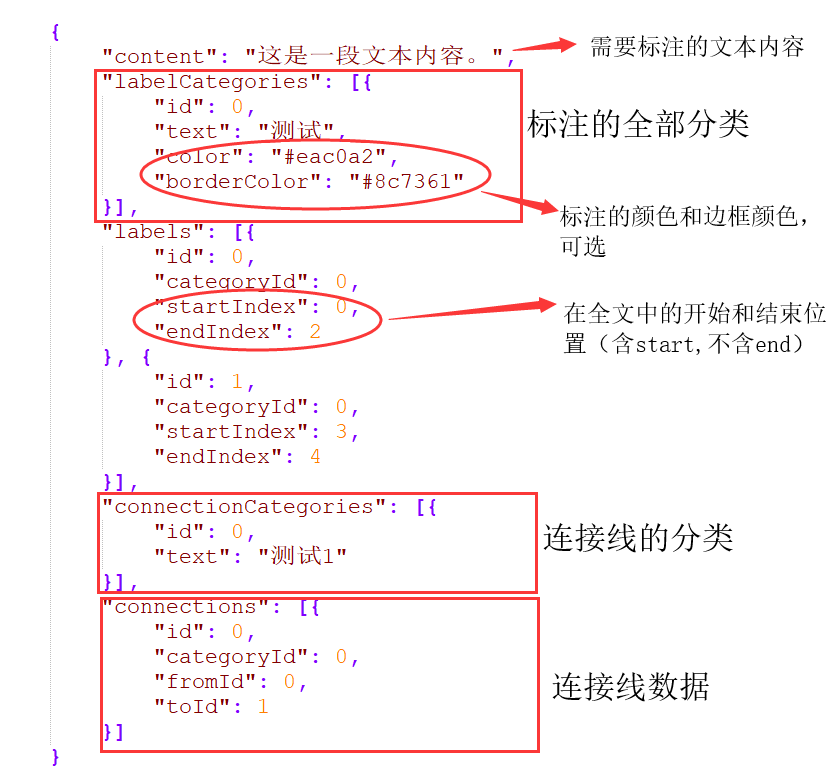 {
"content": "这是一段文本内容。",
需要标注的文本内容
"labelCategories": [{
"id": 0,
"text": "测试",
标注的全部分类
"color": "#eac0a2",
"borderColor": "#8c7361"
}],
标注的颜色和边框颜色，
可选
"labels": [{
"id": 0,
"categoryId": 0,
"startIndex": 0,
"endIndex": 2
在全文中的开始和结束位
置（含start,不含end）
}, {
"id": 1,
"categoryId": 0,
"startIndex": 3,
"endIndex": 4
}],
"connectionCategories": [{
"id": 0,
"text": "测试1"
}],
连接线的分类
"connections": [{
"id": 0,
"categoryId": 0,
"fromId": 0,
"toId": 1
}]
连接线数据
}